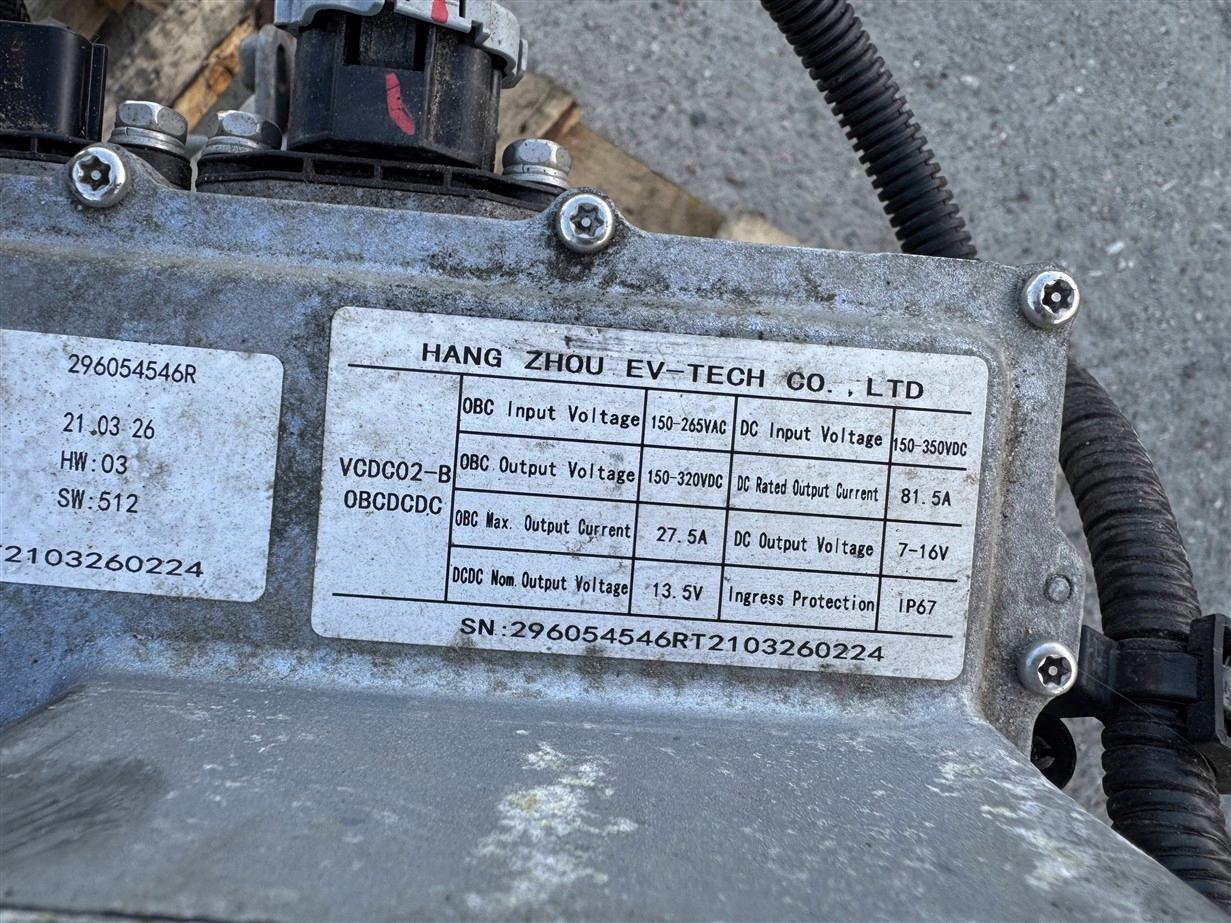 296054546R
21.03 26
HW:03
SW:512
T2103260224
HANG ZHOU EV-TECH CO.,LTD
VCDC02-B
OBCDCDC
OBC Input Voltage 150-265VAC DC Input Voltage 150-350VDC
OBC Output Voltage 150-320VDC DC Rated Output Current 81.5A
OBC Max. Output Current 27.5A DC Output Voltage 7-16V
DCDC Nom. Output Voltage 13.5V Ingress Protection IP67
SN:296054546RT2103260224